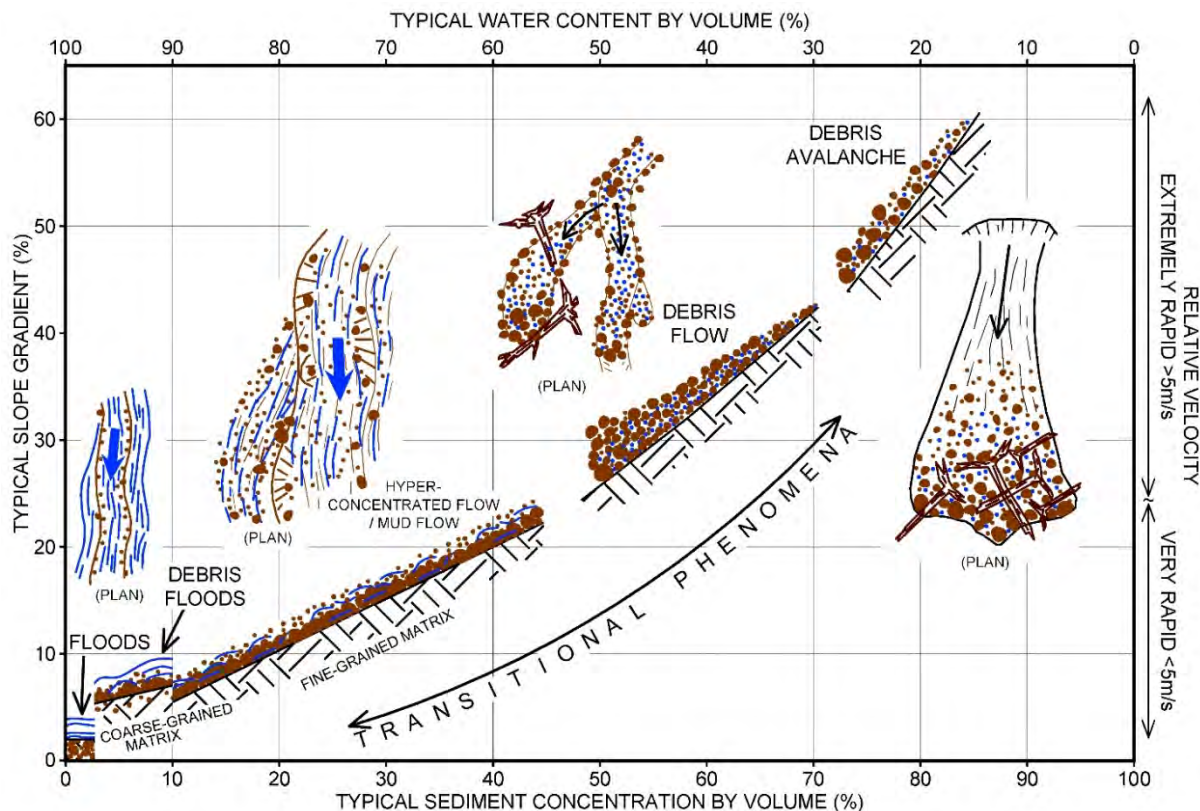 TYPICAL WATER CONTENT BY VOLUME (%)
100 90 80 70 60 50 40 30 20 10 0
TYPICAL SLOPE GRADIENT (%)
60
50
40
30
20
10
0
DEBRIS
AVALANCHE
DEBRIS
FLOW
(PLAN)
HYPER-
CONCENTRATED FLOW
/ MUD FLOW
(PLAN)
(PLAN)
(PLAN)
DEBRIS
FLOODS
FLOODS
COARSE-GRAINED
MATRIX
FINE-GRAINED MATRIX
TRANSITIONAL PHENOMENA
EXTREMELY RAPID >5m/s
VERY RAPID <5m/s
RELATIVE VELOCITY
0 10 20 30 40 50 60 70 80 90 100
TYPICAL SEDIMENT CONCENTRATION BY VOLUME (%)